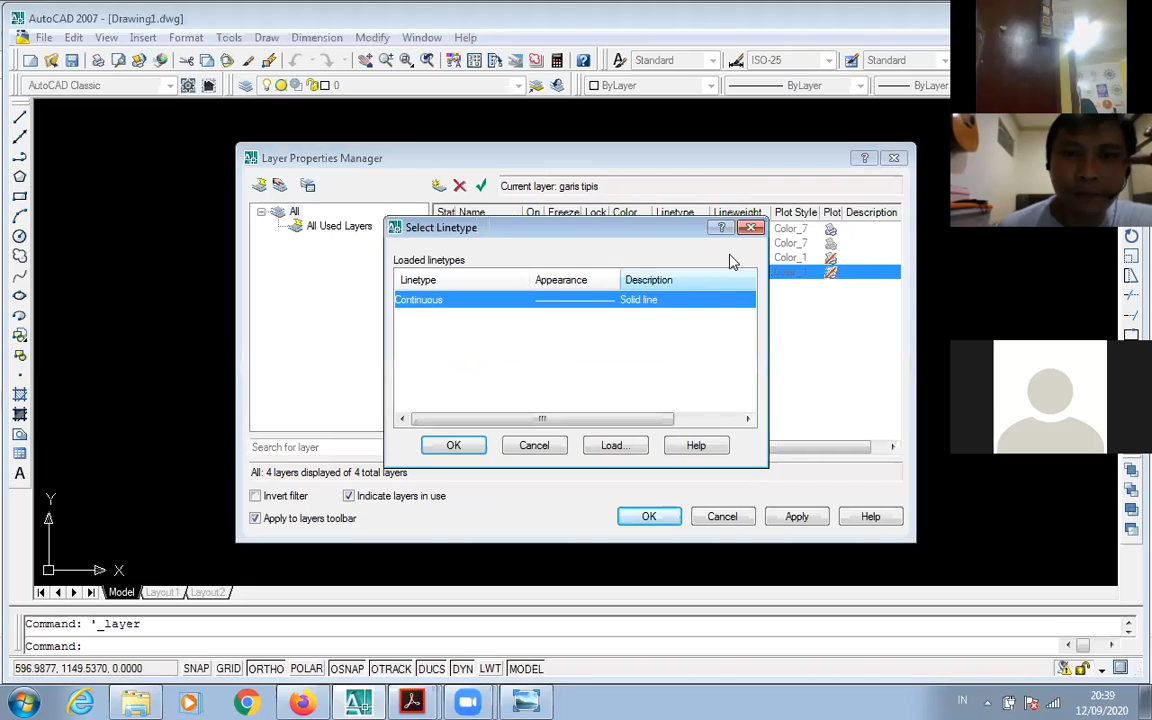 AutoCAD 2007 - [Drawing1.dwg]
File Edit View Insert Format Tools Draw Dimension Modify Window Help
Standard ISO-25 Standard
AutoCAD Classic 0 ByLayer ByLayer ByLayer
Layer Properties Manager
Current layer: garis tipis
All
All Used Layers
Stat Name On Freeze Lock Color Linetype Lineweight Plot Style Plot Description
Color_7
Color_7
Color_1
Select Linetype
Loaded linetypes
Linetype Appearance Description
Continuous Solid line
OK Cancel Load... Help
Search for layer
All: 4 layers displayed of 4 total layers
Invert filter Indicate layers in use
Apply to layers toolbar
OK Cancel Apply Help
Y
X
Model Layout1 Layout2
Command: '_layer
Command:
596.9877, 1149.5370, 0.0000 SNAP GRID ORTHO POLAR OSNAP OTRACK DUCS DYN LWT MODEL
IN 20:39
12/09/2020